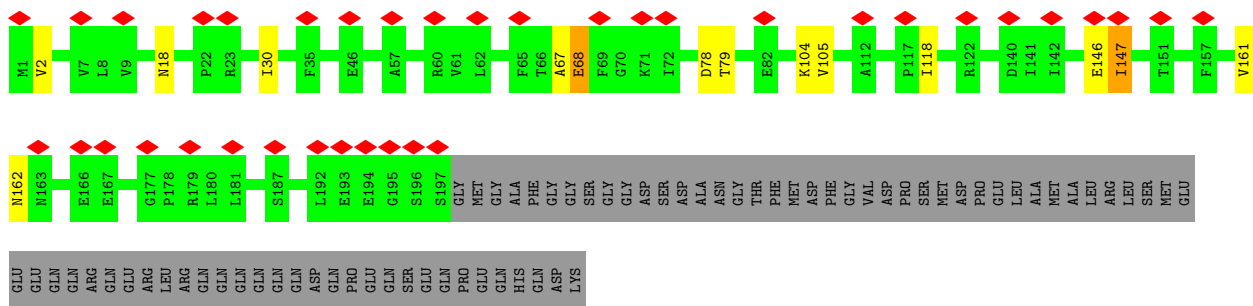 M1 V2 V7 L8 V9 N18 P22 R23 I30 F35 E46 A57 R60 V61 L62 F65 T66 A67 E68 F69 G70 K71 I72 D78 T79 E82 K104 V105 A112 P117 I118 R122 D140 I141 I142 E146 I147 T151 F157 V161
N162 N163 E166 E167 G177 P178 R179 L180 L181 S187 L192 E193 E194 G195 S196 S197 GLY MET GLY ALA PHE GLY GLY SER GLY GLY ASP SER ASP ALA ASN GLY THR PHE MET ASP PHE GLY VAL ASP PRO SER MET ASP PRO GLU LEU ALA MET ALA LEU ARG LEU SER MET GLU
GLU GLU GLN GLN ARG GLN GLU ARG LEU ARG GLN GLN GLN GLN GLN ASP GLN PRO GLU GLN SER GLU GLN PRO GLU GLN HIS GLN ASP LYS